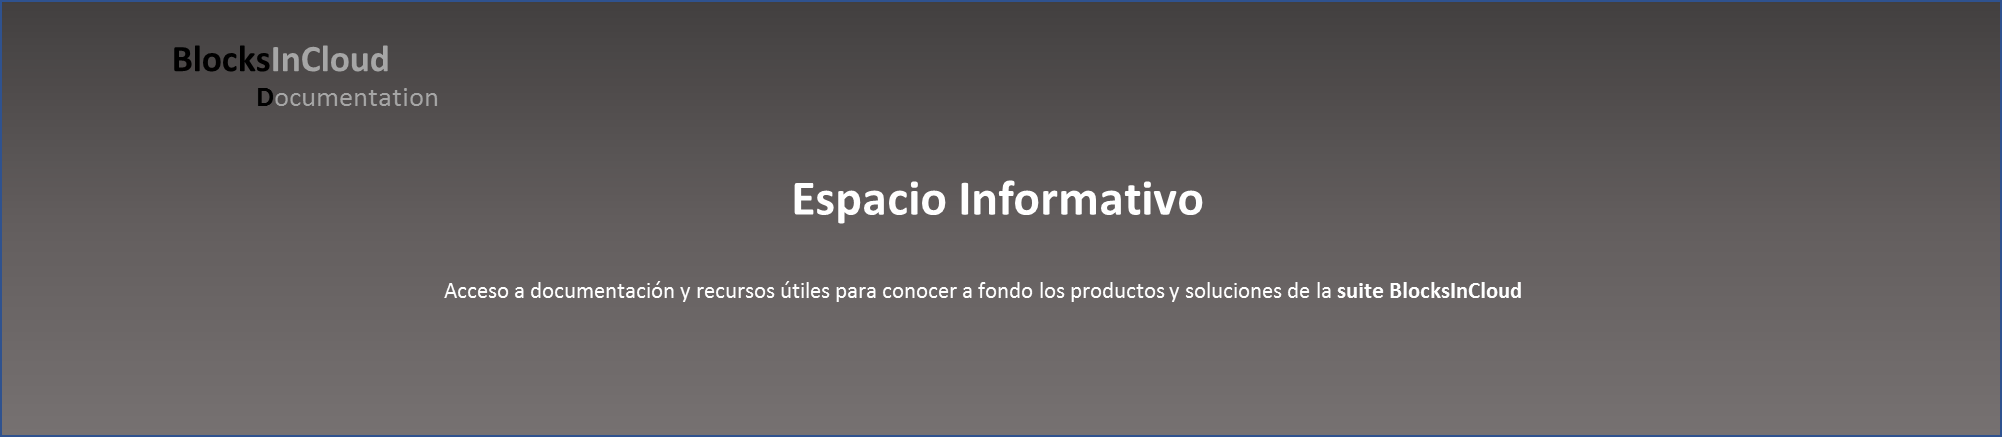 BlocksInCloud
Documentation
Espacio Informativo
Acceso a documentación y recursos útiles para conocer a fondo los productos y soluciones de la suite BlocksInCloud